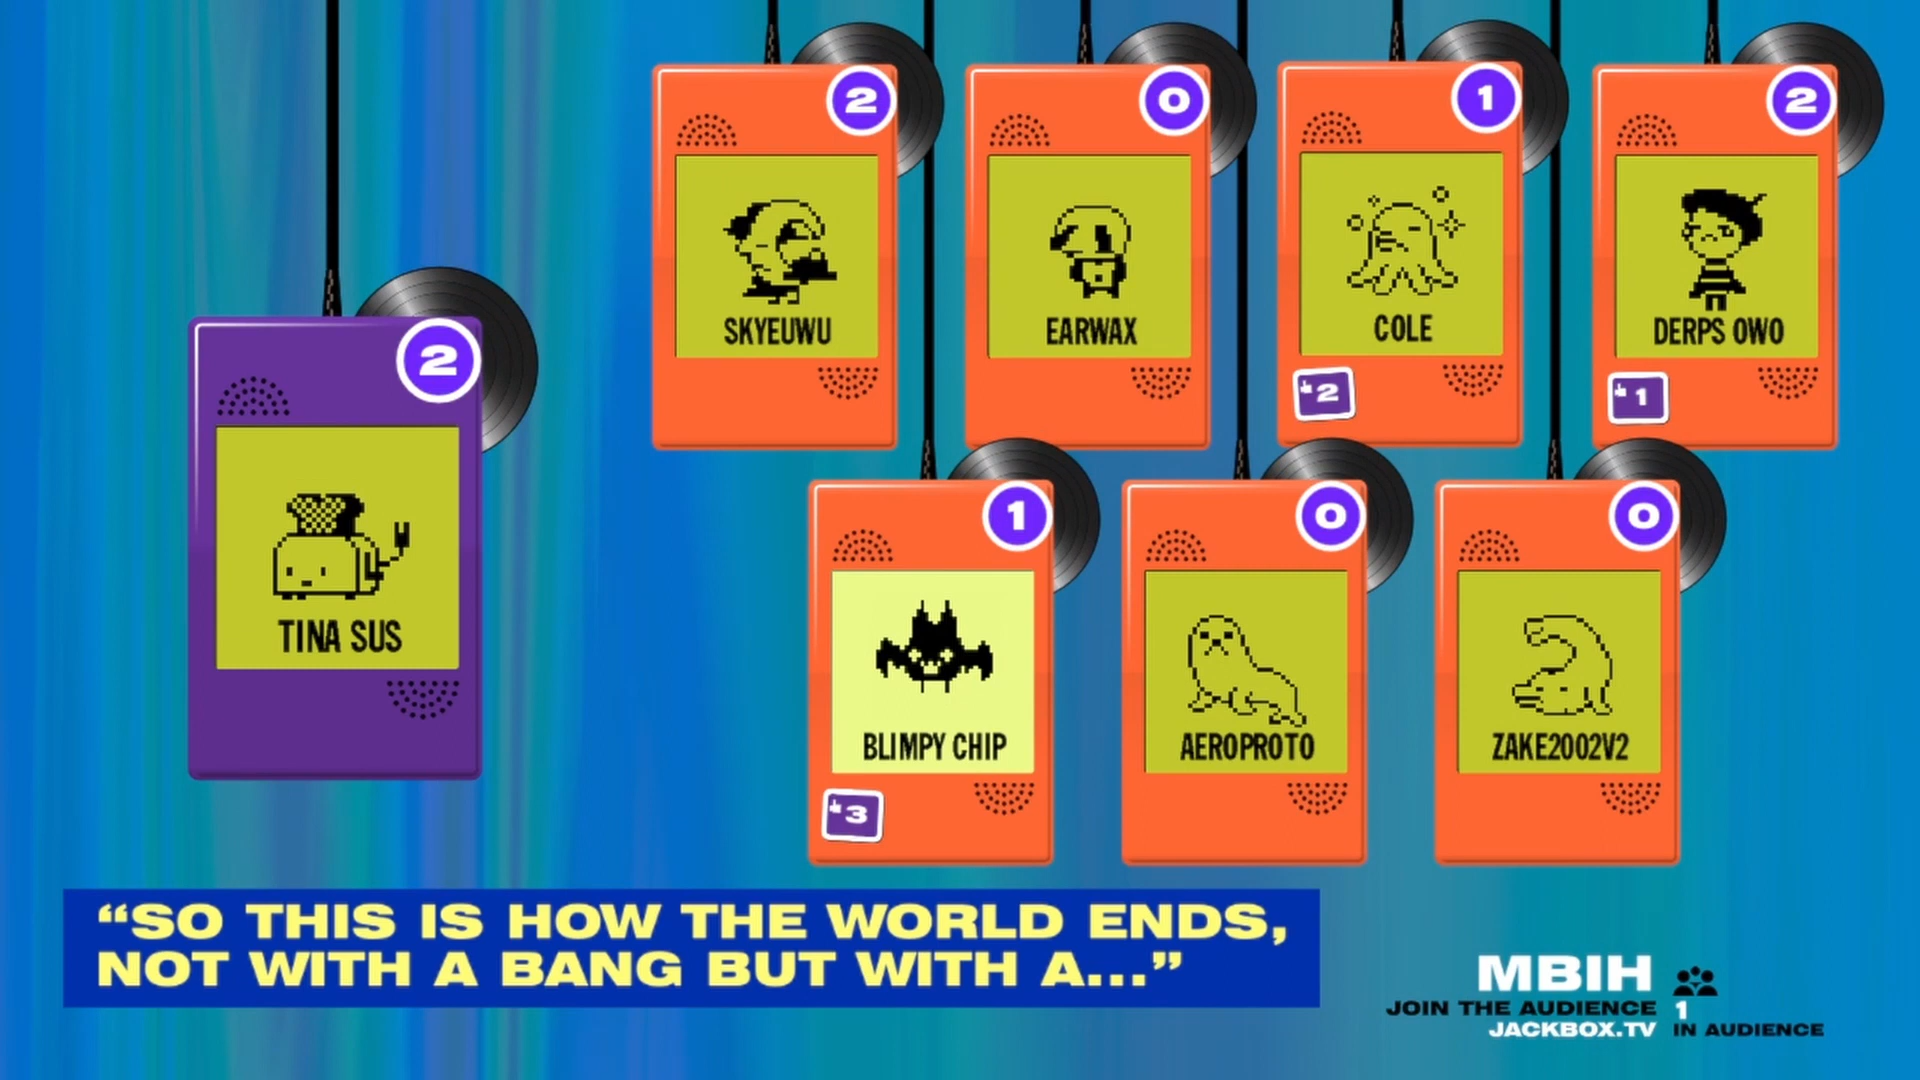 2
0
1
2
SKYEUWU
EARWAX
COLE
DERPS OWO
2
1
2
TINA SUS
1
0
0
BLIMPY CHIP
AEROPROTO
ZAKE2002V2
3
“SO THIS IS HOW THE WORLD ENDS,
NOT WITH A BANG BUT WITH A...”
MBIH
JOIN THE AUDIENCE
JACKBOX.TV
1
IN AUDIENCE